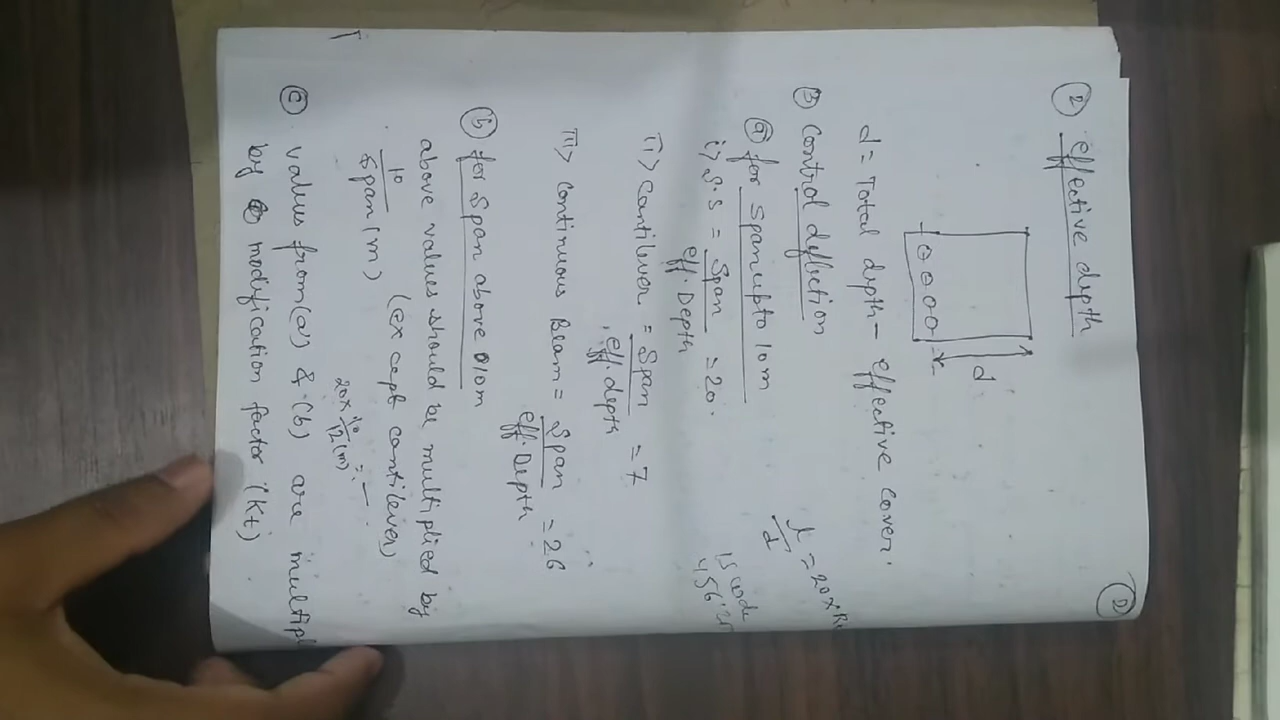 ②
② effective depth
d
d = Total depth - effective cover.
③ Control deflection
ⓐ for span upto 10m
i> S.S = Span / eff. Depth = 20.
ii> Cantilever = Span / eff. depth = 7
iii> Continuous Beam = Span / eff Depth = 26
IS code
456:
ⓑ for Span above 10m
above values should be multiplied by
10 / Span (m) (except cantilever)
20 x 10 / 12 (m) = —
ⓒ values from (a) & (b) are multipl
by modification factor (Kt)